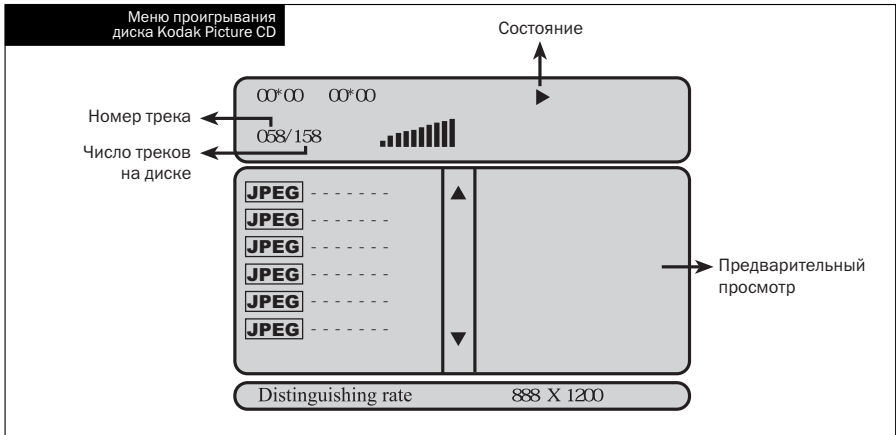 Меню проигрывания
диска Kodak Picture CD
Состояние
00*00 00*00
Номер трека
058/158
Число треков
на диске
JPEG - - - - - - -
JPEG - - - - - - -
JPEG - - - - - - -
JPEG - - - - - - -
JPEG - - - - - - -
JPEG - - - - - - -
Предварительный
просмотр
Distinguishing rate 888 X 1200